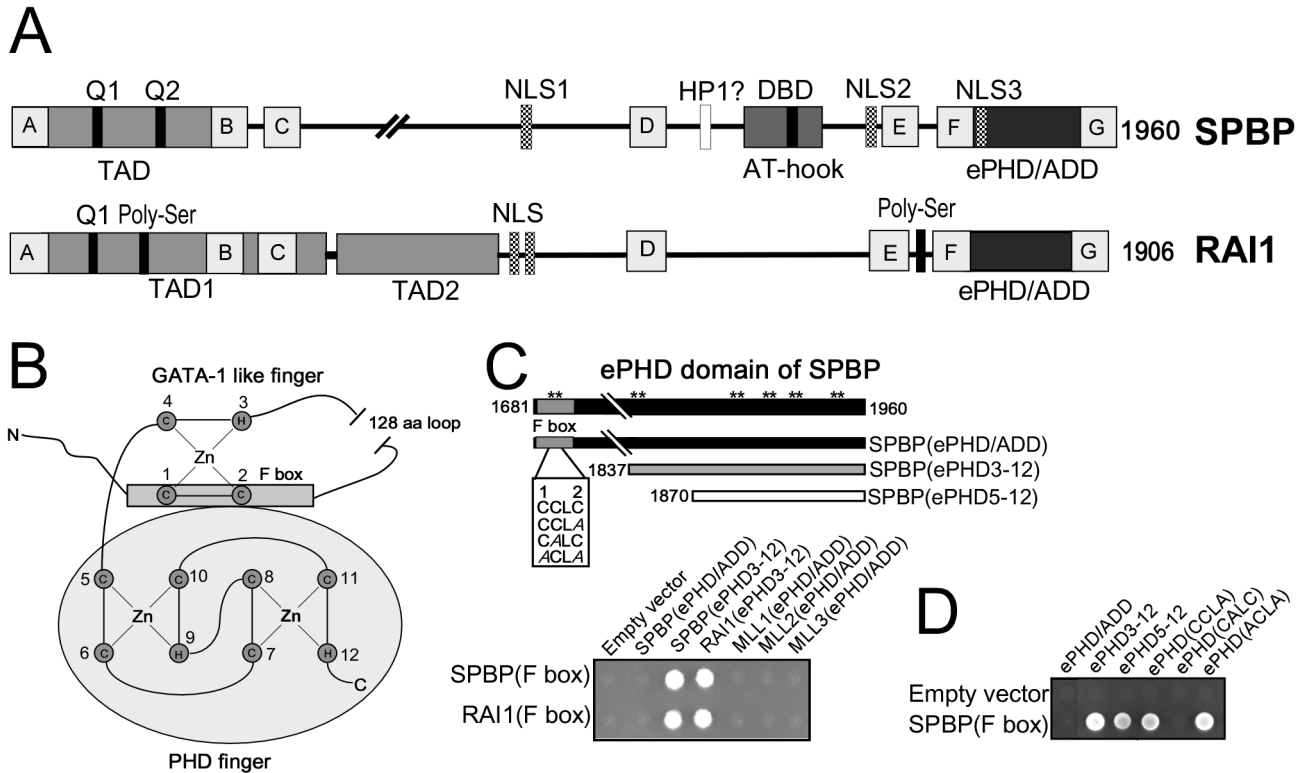 A
Q1 Q2 NLS1 HP1? DBD NLS2 NLS3
A B C D E F G 1960 SPBP
TAD AT-hook ePHD/ADD
Q1 Poly-Ser NLS Poly-Ser
A B C D E F G 1906 RAI1
TAD1 TAD2 ePHD/ADD
B
GATA-1 like finger
4 3
C H
N
128 aa loop
Zn
1 2 F box
C C
5 C C 10 C 8 C 11
Zn Zn
9
6 C H C 7 H 12
C
PHD finger
C
ePHD domain of SPBP
** ** ** ** ** **
1681 1960
F box
SPBP(ePHD/ADD)
1837 SPBP(ePHD3-12)
1870 SPBP(ePHD5-12)
1 2
CCLC
CCLA
CALC
ACLA
Empty vector
SPBP(ePHD/ADD)
SPBP(ePHD3-12)
RAI1(ePHD3-12)
MLL1(ePHD/ADD)
MLL2(ePHD/ADD)
MLL3(ePHD/ADD)
SPBP(F box)
RAI1(F box)
D
ePHD/ADD
ePHD3-12
ePHD5-12
ePHD(CCLA)
ePHD(CALC)
ePHD(ACLA)
Empty vector
SPBP(F box)